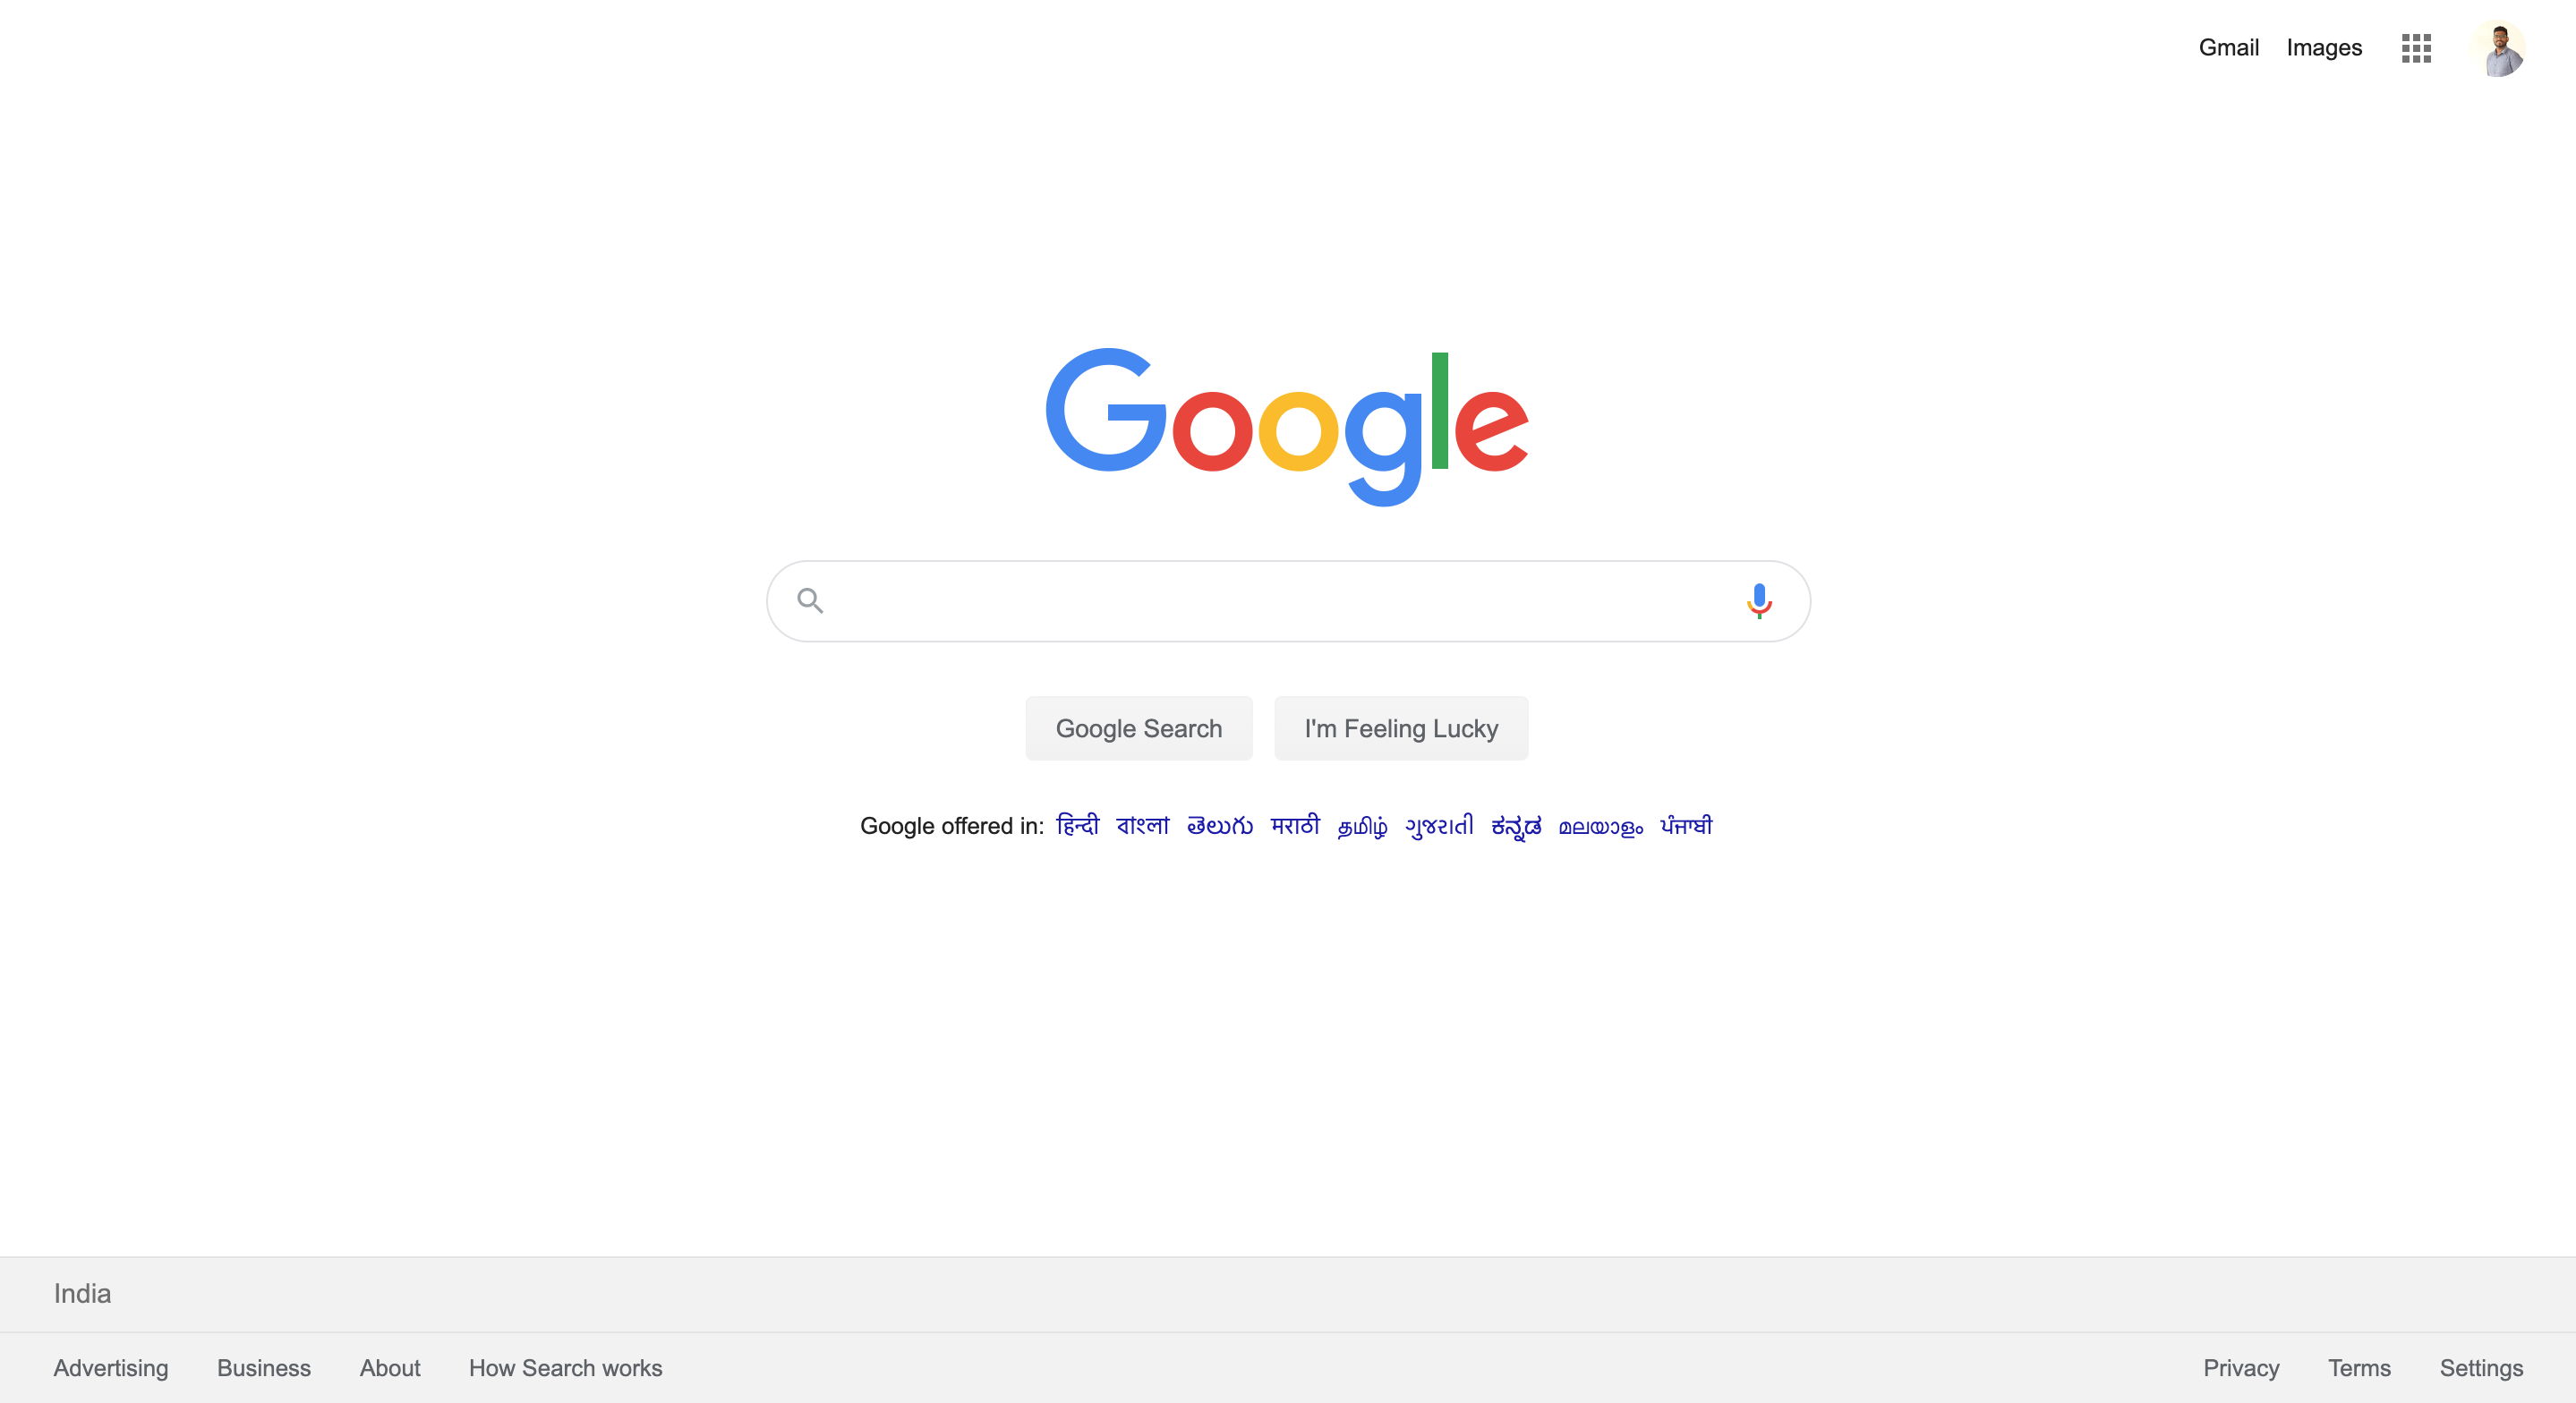 Gmail Images
Google
Google Search I'm Feeling Lucky
Google offered in: हिन्दी বাংলা తెలుగు मराठी தமிழ் ગુજરાતી ಕನ್ನಡ മലയാളം ਪੰਜਾਬੀ
India
Advertising Business About How Search works Privacy Terms Settings